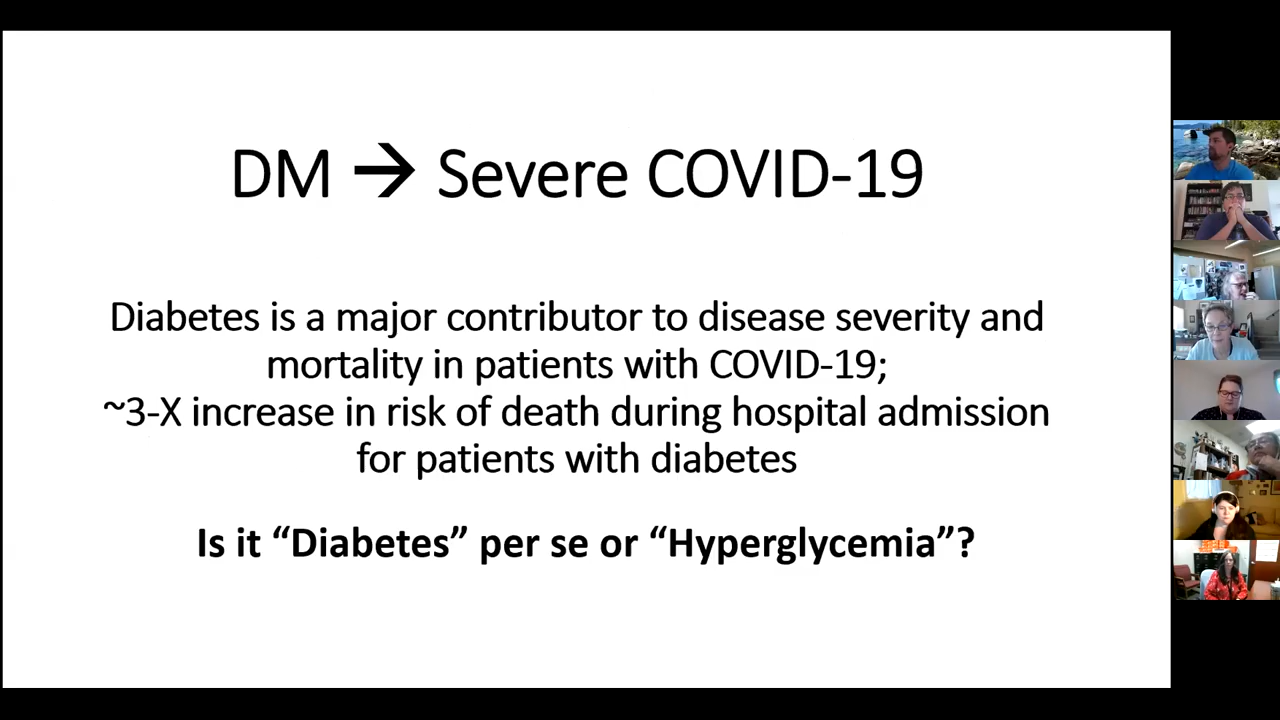 DM → Severe COVID-19
Diabetes is a major contributor to disease severity and
mortality in patients with COVID-19;
~3-X increase in risk of death during hospital admission
for patients with diabetes
Is it “Diabetes” per se or “Hyperglycemia”?